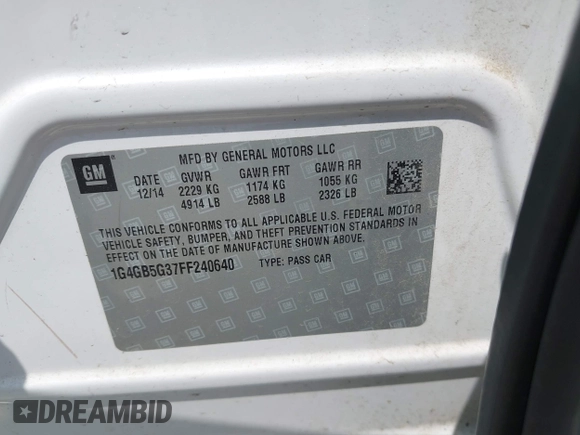 GM
MFD BY GENERAL MOTORS LLC
DATE GVWR GAWR FRT GAWR RR
12/14 2229 KG 1174 KG 1055 KG
4914 LB 2588 LB 2326 LB
THIS VEHICLE CONFORMS TO ALL APPLICABLE U.S. FEDERAL MOTOR
VEHICLE SAFETY, BUMPER, AND THEFT PREVENTION STANDARDS IN
EFFECT ON THE DATE OF MANUFACTURE SHOWN ABOVE.
1G4GB5G37FF240640 TYPE: PASS CAR
DREAMBID